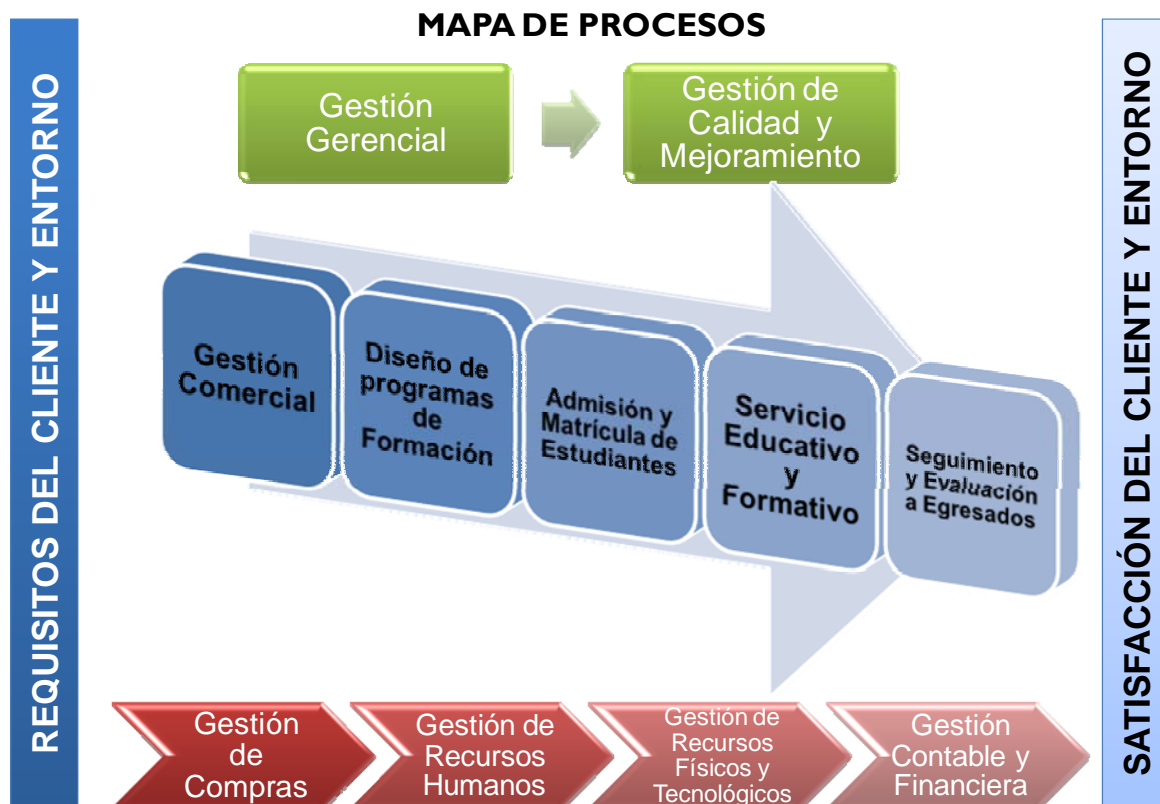 MAPA DE PROCESOS
REQUISITOS DEL CLIENTE Y ENTORNO
Gestión
Gerencial
Gestión de
Calidad y
Mejoramiento
Gestión
Comercial
Diseño de
programas
de
Formación
Admisión y
Matrícula de
Estudiantes
Servicio
Educativo
y
Formativo
Seguimiento
y Evaluación
a Egresados
Gestión
de
Compras
Gestión de
Recursos
Humanos
Gestión de
Recursos
Físicos y
Tecnológicos
Gestión
Contable y
Financiera
SATISFACCIÓN DEL CLIENTE Y ENTORNO